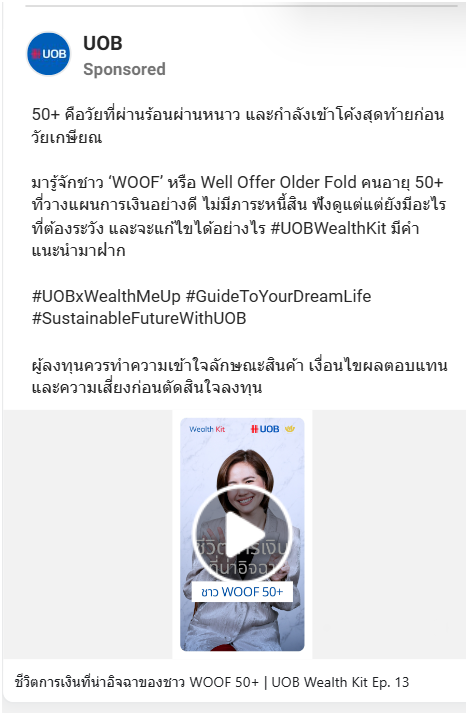 UOB
UOB
Sponsored
50+ คือวัยที่ผ่านร้อนผ่านหนาว และกำลังเข้าโค้งสุดท้ายก่อน
วัยเกษียณ
มารู้จักชาว ‘WOOF’ หรือ Well Offer Older Fold คนอายุ 50+
ที่วางแผนการเงินอย่างดี ไม่มีภาระหนี้สิน ฟังดูแต่แต่ยังมีอะไร
ที่ต้องระวัง และจะแก้ไขได้อย่างไร #UOBWealthKit มีคำ
แนะนำมาฝาก
#UOBxWealthMeUp #GuideToYourDreamLife
#SustainableFutureWithUOB
ผู้ลงทุนควรทำความเข้าใจลักษณะสินค้า เงื่อนไขผลตอบแทน
และความเสี่ยงก่อนตัดสินใจลงทุน
Wealth Kit UOB
ชีวิตการเงิน
ที่น่าอิจฉา
ชาว WOOF 50+
ชีวิตการเงินที่น่าอิจฉาของชาว WOOF 50+ | UOB Wealth Kit Ep. 13